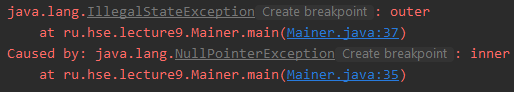 java.lang.IllegalStateException Create breakpoint : outer
at ru.hse.lecture9.Mainer.main(Mainer.java:37)
Caused by: java.lang.NullPointerException Create breakpoint : inner
at ru.hse.lecture9.Mainer.main(Mainer.java:35)